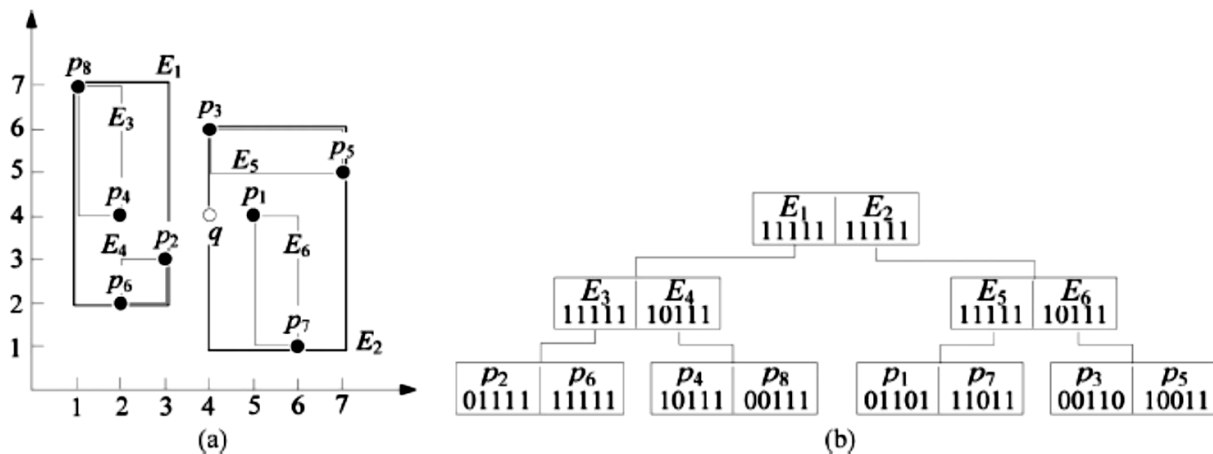 p8 E1
7
E3
p3
6
p5
E5
5
p4 p1
4
q
E4 p2 E6
3
p6
2
p7
1 E2
1 2 3 4 5 6 7
(a)
E1 E2
11111 11111
E3 E4 E5 E6
11111 10111 11111 10111
p2 p6 p4 p8 p1 p7 p3 p5
01111 11111 10111 00111 01101 11011 00110 10011
(b)